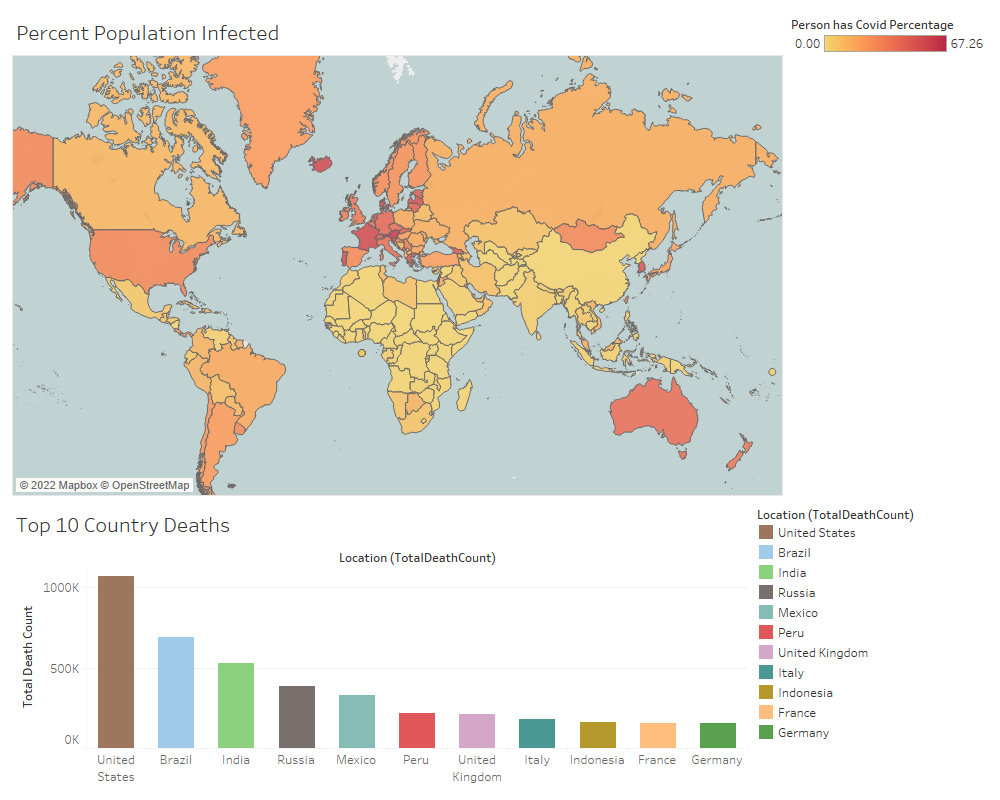 Percent Population Infected
Person has Covid Percentage
0.00 67.26
© 2022 Mapbox © OpenStreetMap
Top 10 Country Deaths
Location (TotalDeathCount)
Total Death Count
1000K
500K
0K
United States
Brazil
India
Russia
Mexico
Peru
United Kingdom
Italy
Indonesia
France
Germany
Location (TotalDeathCount)
United States
Brazil
India
Russia
Mexico
Peru
United Kingdom
Italy
Indonesia
France
Germany